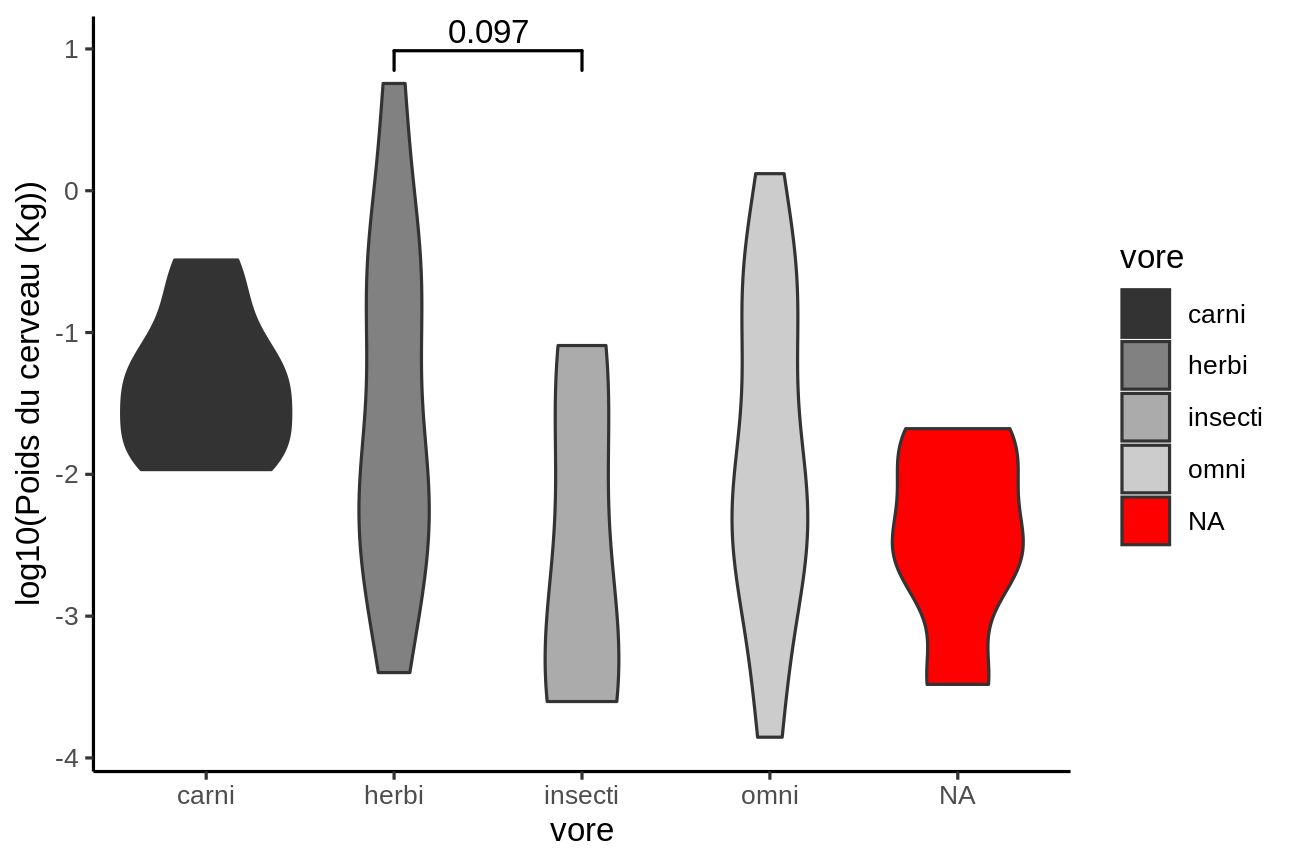 0.097
1
0
-1
-2
-3
-4
log10(Poids du cerveau (Kg))
carni
herbi
insecti
omni
NA
vore
vore
carni
herbi
insecti
omni
NA